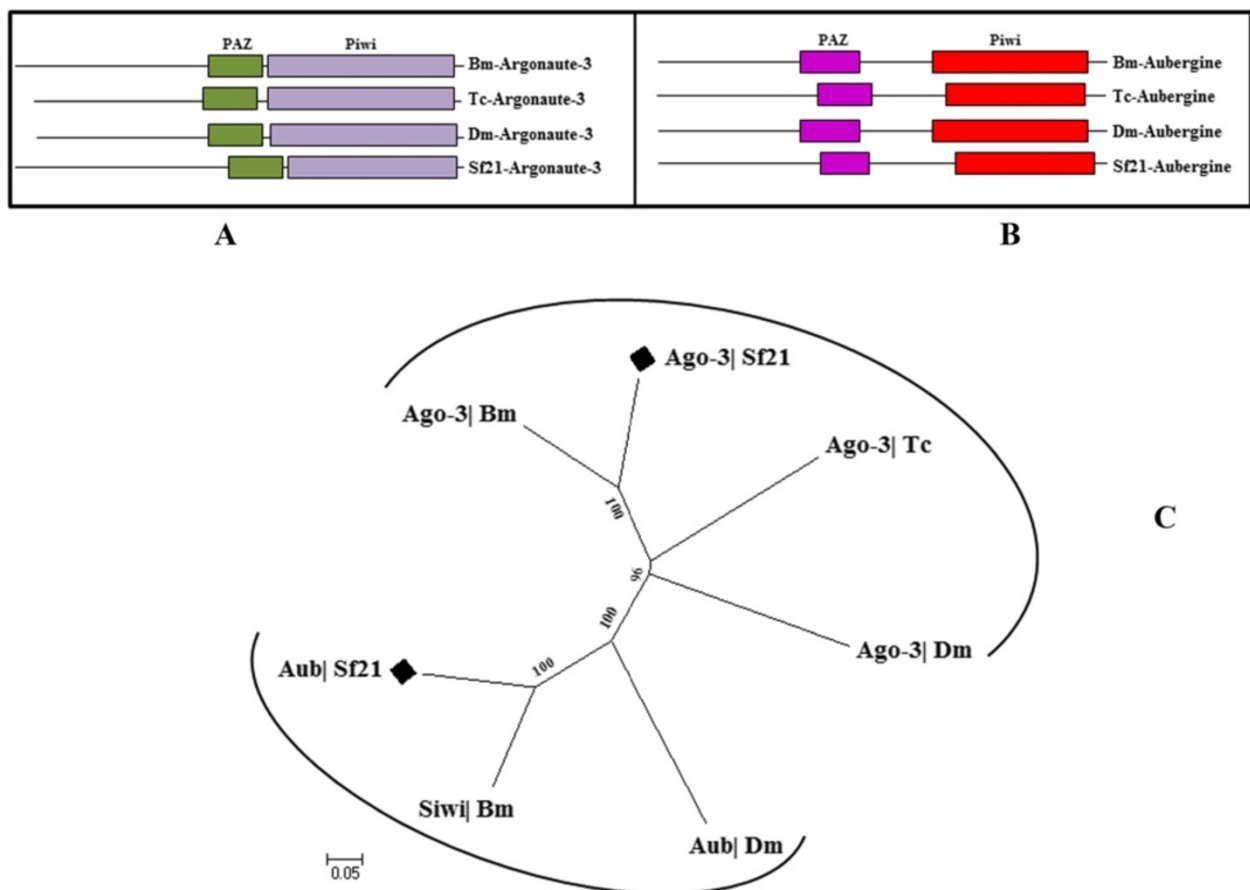 PAZ Piwi
Bm-Argonaute-3
Tc-Argonaute-3
Dm-Argonaute-3
Sf21-Argonaute-3
PAZ Piwi
Bm-Aubergine
Tc-Aubergine
Dm-Aubergine
Sf21-Aubergine
A B
Ago-3| Sf21
Ago-3| Bm
Ago-3| Tc
100
C
96
100
Ago-3| Dm
100
Aub| Sf21
Siwi| Bm
Aub| Dm
0.05